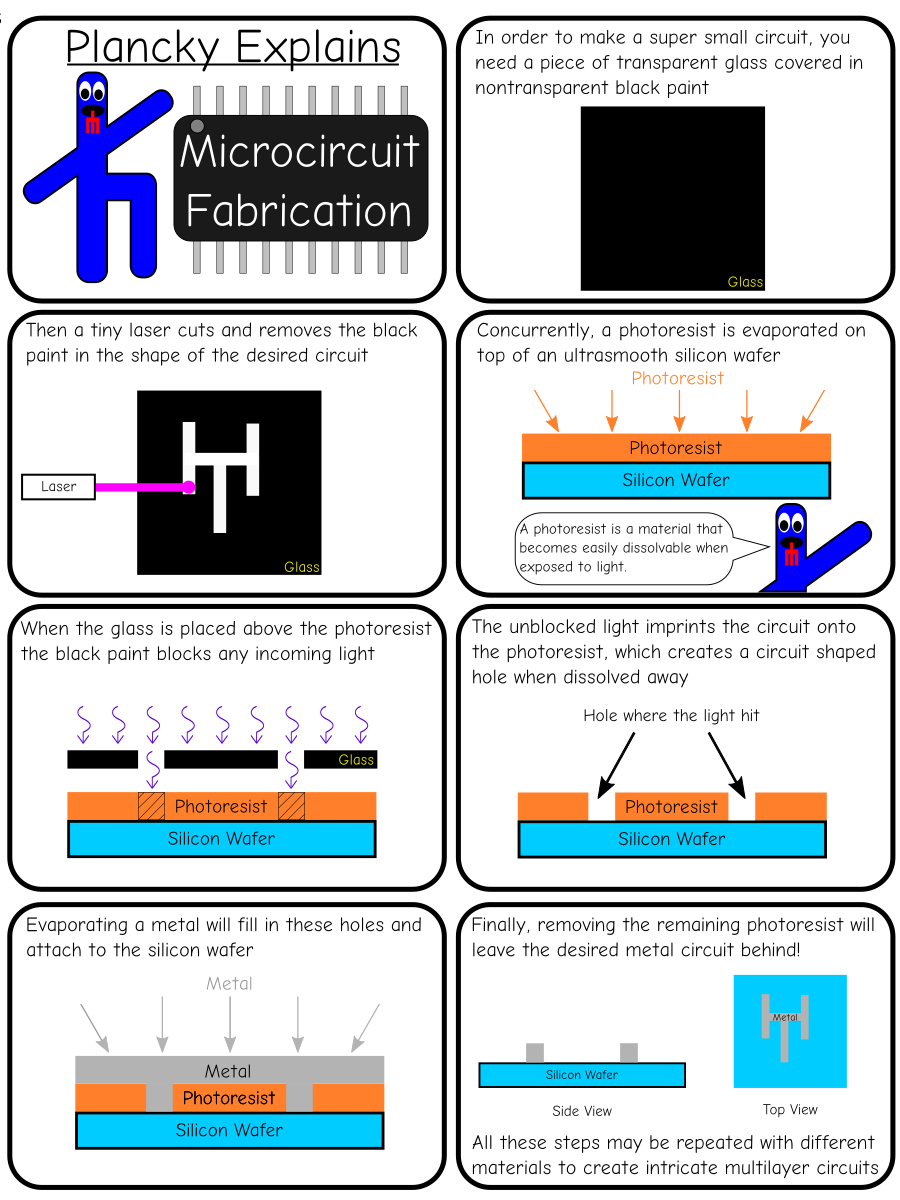 Plancky Explains
Microcircuit
Fabrication
In order to make a super small circuit, you
need a piece of transparent glass covered in
nontransparent black paint
Glass
Then a tiny laser cuts and removes the black
paint in the shape of the desired circuit
Laser
Glass
Concurrently, a photoresist is evaporated on
top of an ultrasmooth silicon wafer
Photoresist
Photoresist
Silicon Wafer
A photoresist is a material that
becomes easily dissolvable when
exposed to light.
When the glass is placed above the photoresist
the black paint blocks any incoming light
Glass
Photoresist
Silicon Wafer
The unblocked light imprints the circuit onto
the photoresist, which creates a circuit shaped
hole when dissolved away
Hole where the light hit
Photoresist
Silicon Wafer
Evaporating a metal will fill in these holes and
attach to the silicon wafer
Metal
Metal
Photoresist
Silicon Wafer
Finally, removing the remaining photoresist will
leave the desired metal circuit behind!
Metal
Silicon Wafer
Side View
Top View
All these steps may be repeated with different
materials to create intricate multilayer circuits